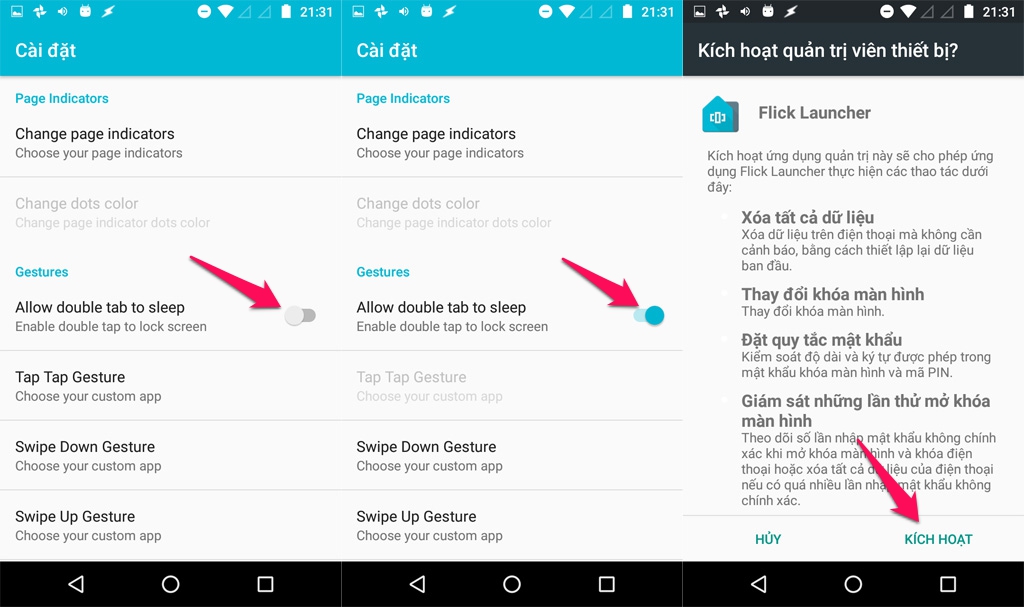 21:31
Cài đặt
Page Indicators
Change page indicators
Choose your page indicators
Change dots color
Change page indicator dots color
Gestures
Allow double tab to sleep
Enable double tap to lock screen
Tap Tap Gesture
Choose your custom app
Swipe Down Gesture
Choose your custom app
Swipe Up Gesture
Choose your custom app
21:31
Cài đặt
Page Indicators
Change page indicators
Choose your page indicators
Change dots color
Change page indicator dots color
Gestures
Allow double tab to sleep
Enable double tap to lock screen
Tap Tap Gesture
Choose your custom app
Swipe Down Gesture
Choose your custom app
Swipe Up Gesture
Choose your custom app
21:31
Kích hoạt quản trị viên thiết bị?
Flick Launcher
Kích hoạt ứng dụng quản trị này sẽ cho phép ứng
dụng Flick Launcher thực hiện các thao tác dưới
đây:
Xóa tất cả dữ liệu
Xóa dữ liệu trên điện thoại mà không cần
cảnh báo, bằng cách thiết lập lại dữ liệu
ban đầu.
Thay đổi khóa màn hình
Thay đổi khóa màn hình.
Đặt quy tắc mật khẩu
Kiểm soát độ dài và ký tự được phép trong
mật khẩu khóa màn hình và mã PIN.
Giám sát những lần thử mở khóa
màn hình
Theo dõi số lần nhập mật khẩu không chính
xác khi mở khóa màn hình và khóa điện
thoại hoặc xóa tất cả dữ liệu của điện thoại
nếu có quá nhiều lần nhập mật khẩu không
chính xác.
HỦY
KÍCH HOẠT